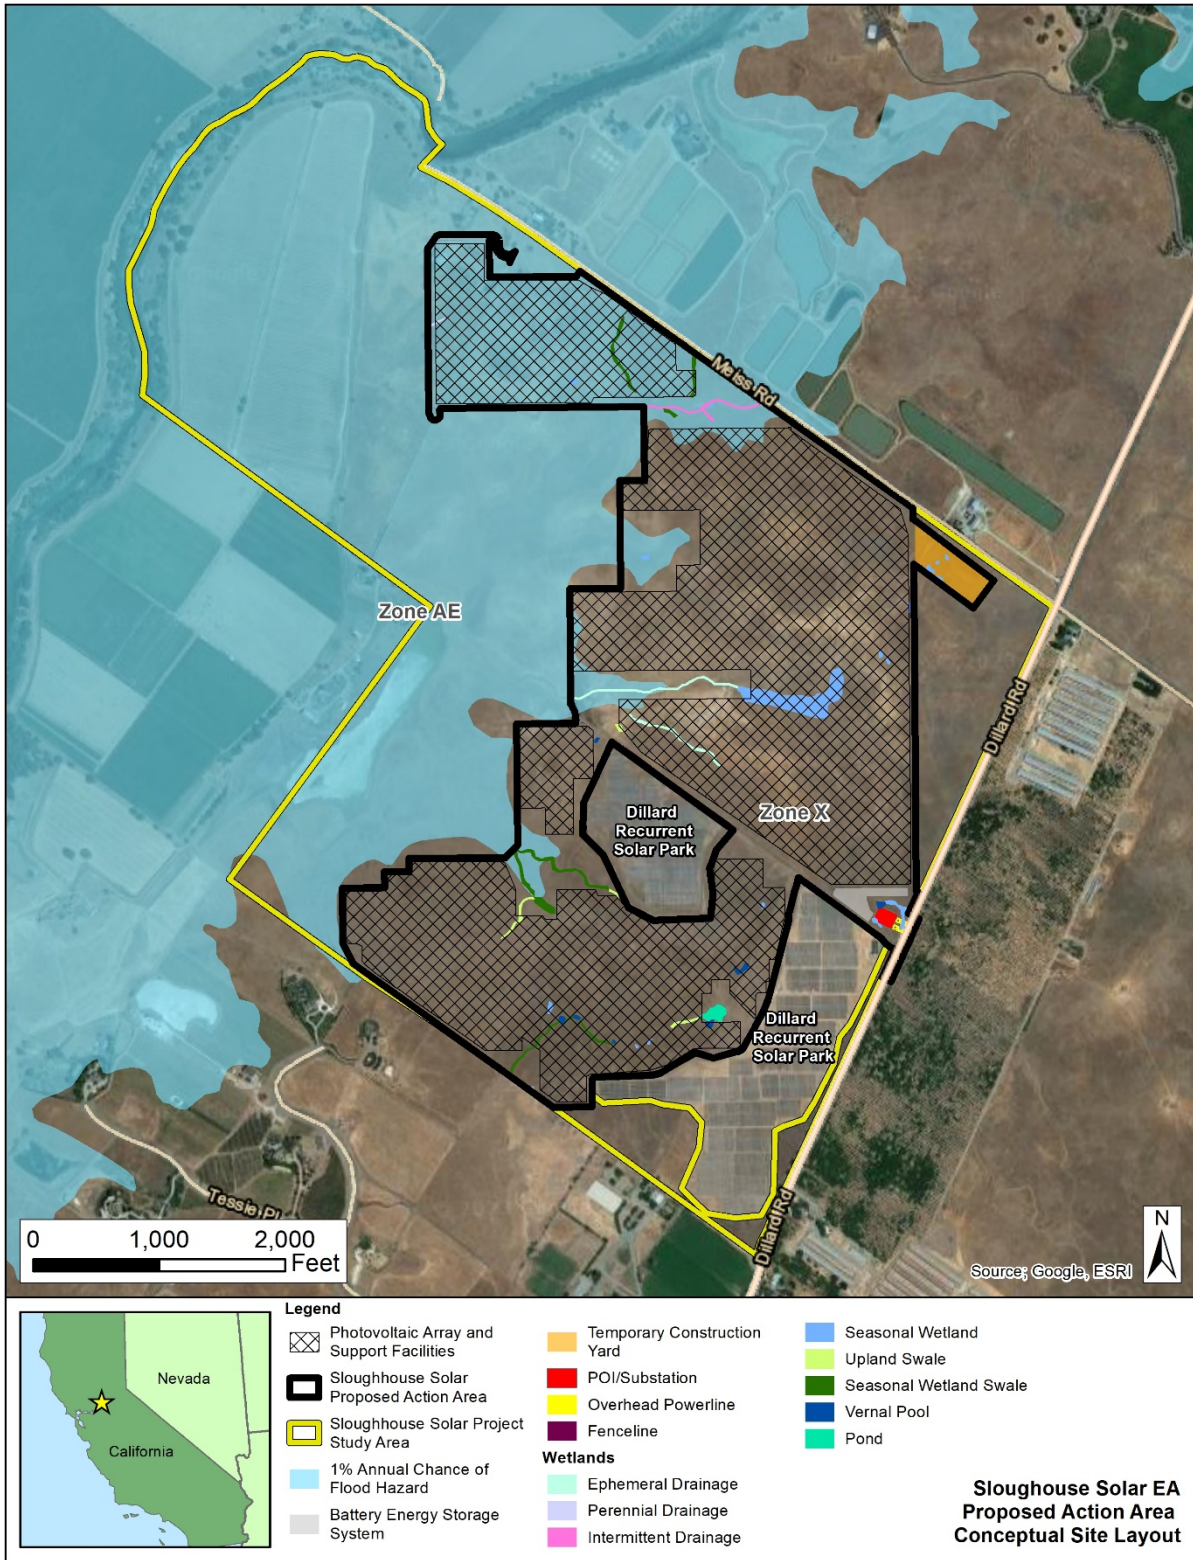 Meiss Rd
Zone AE
Dillard Rd
Dillard
Recurrent
Solar Park
Zone X
Dillard
Recurrent
Solar Park
Tessie Pl
Dillard Rd
0 1,000 2,000
Feet
N
Source; Google, ESRI
Nevada
California
Legend
Photovoltaic Array and
Support Facilities
Sloughhouse Solar
Proposed Action Area
Sloughhouse Solar Project
Study Area
1% Annual Chance of
Flood Hazard
Battery Energy Storage
System
Temporary Construction
Yard
POI/Substation
Overhead Powerline
Fenceline
Wetlands
Ephemeral Drainage
Perennial Drainage
Intermittent Drainage
Seasonal Wetland
Upland Swale
Seasonal Wetland Swale
Vernal Pool
Pond
Sloughhouse Solar EA
Proposed Action Area
Conceptual Site Layout